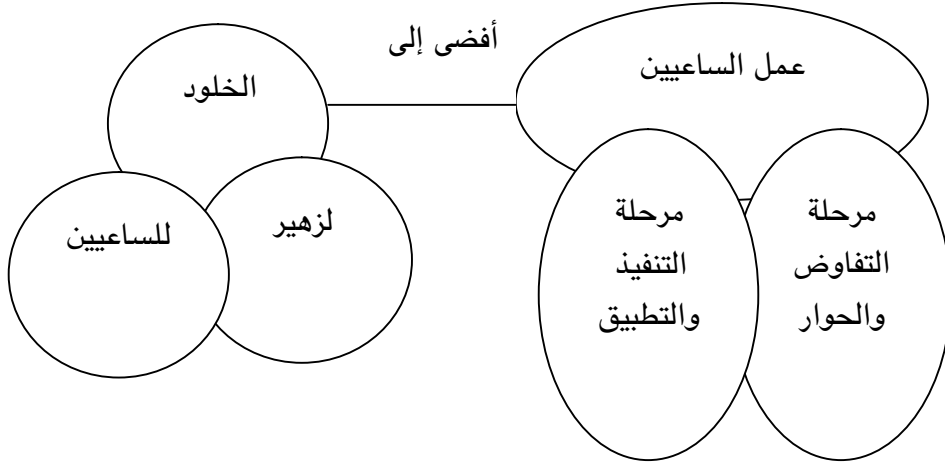 عمل الساعيين
أفضى إلى
الخلود
مرحلة
التفاوض
والحوار
مرحلة
التنفيذ
والتطبيق
لزهير
للساعيين